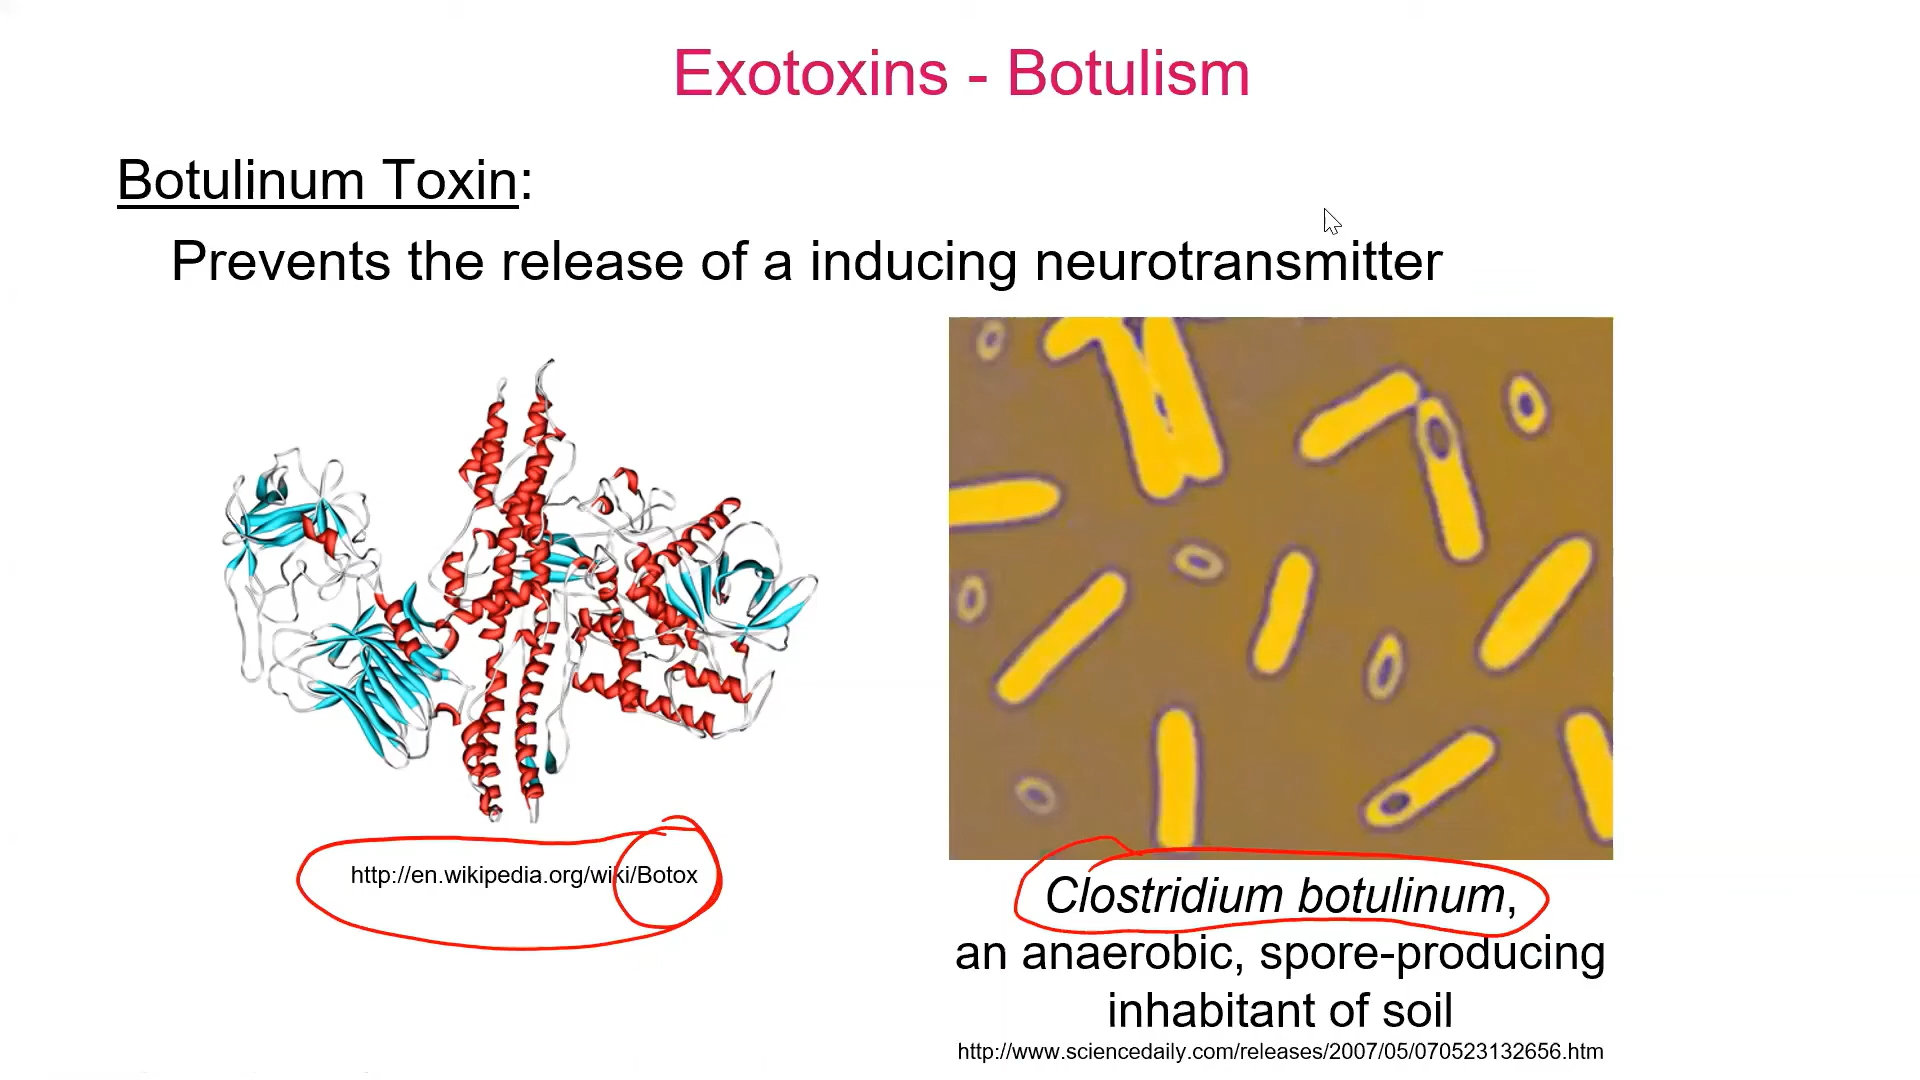 Exotoxins - Botulism
Botulinum Toxin:
Prevents the release of a inducing neurotransmitter
http://en.wikipedia.org/wiki/Botox
Clostridium botulinum,
an anaerobic, spore-producing
inhabitant of soil
http://www.sciencedaily.com/releases/2007/05/070523132656.htm